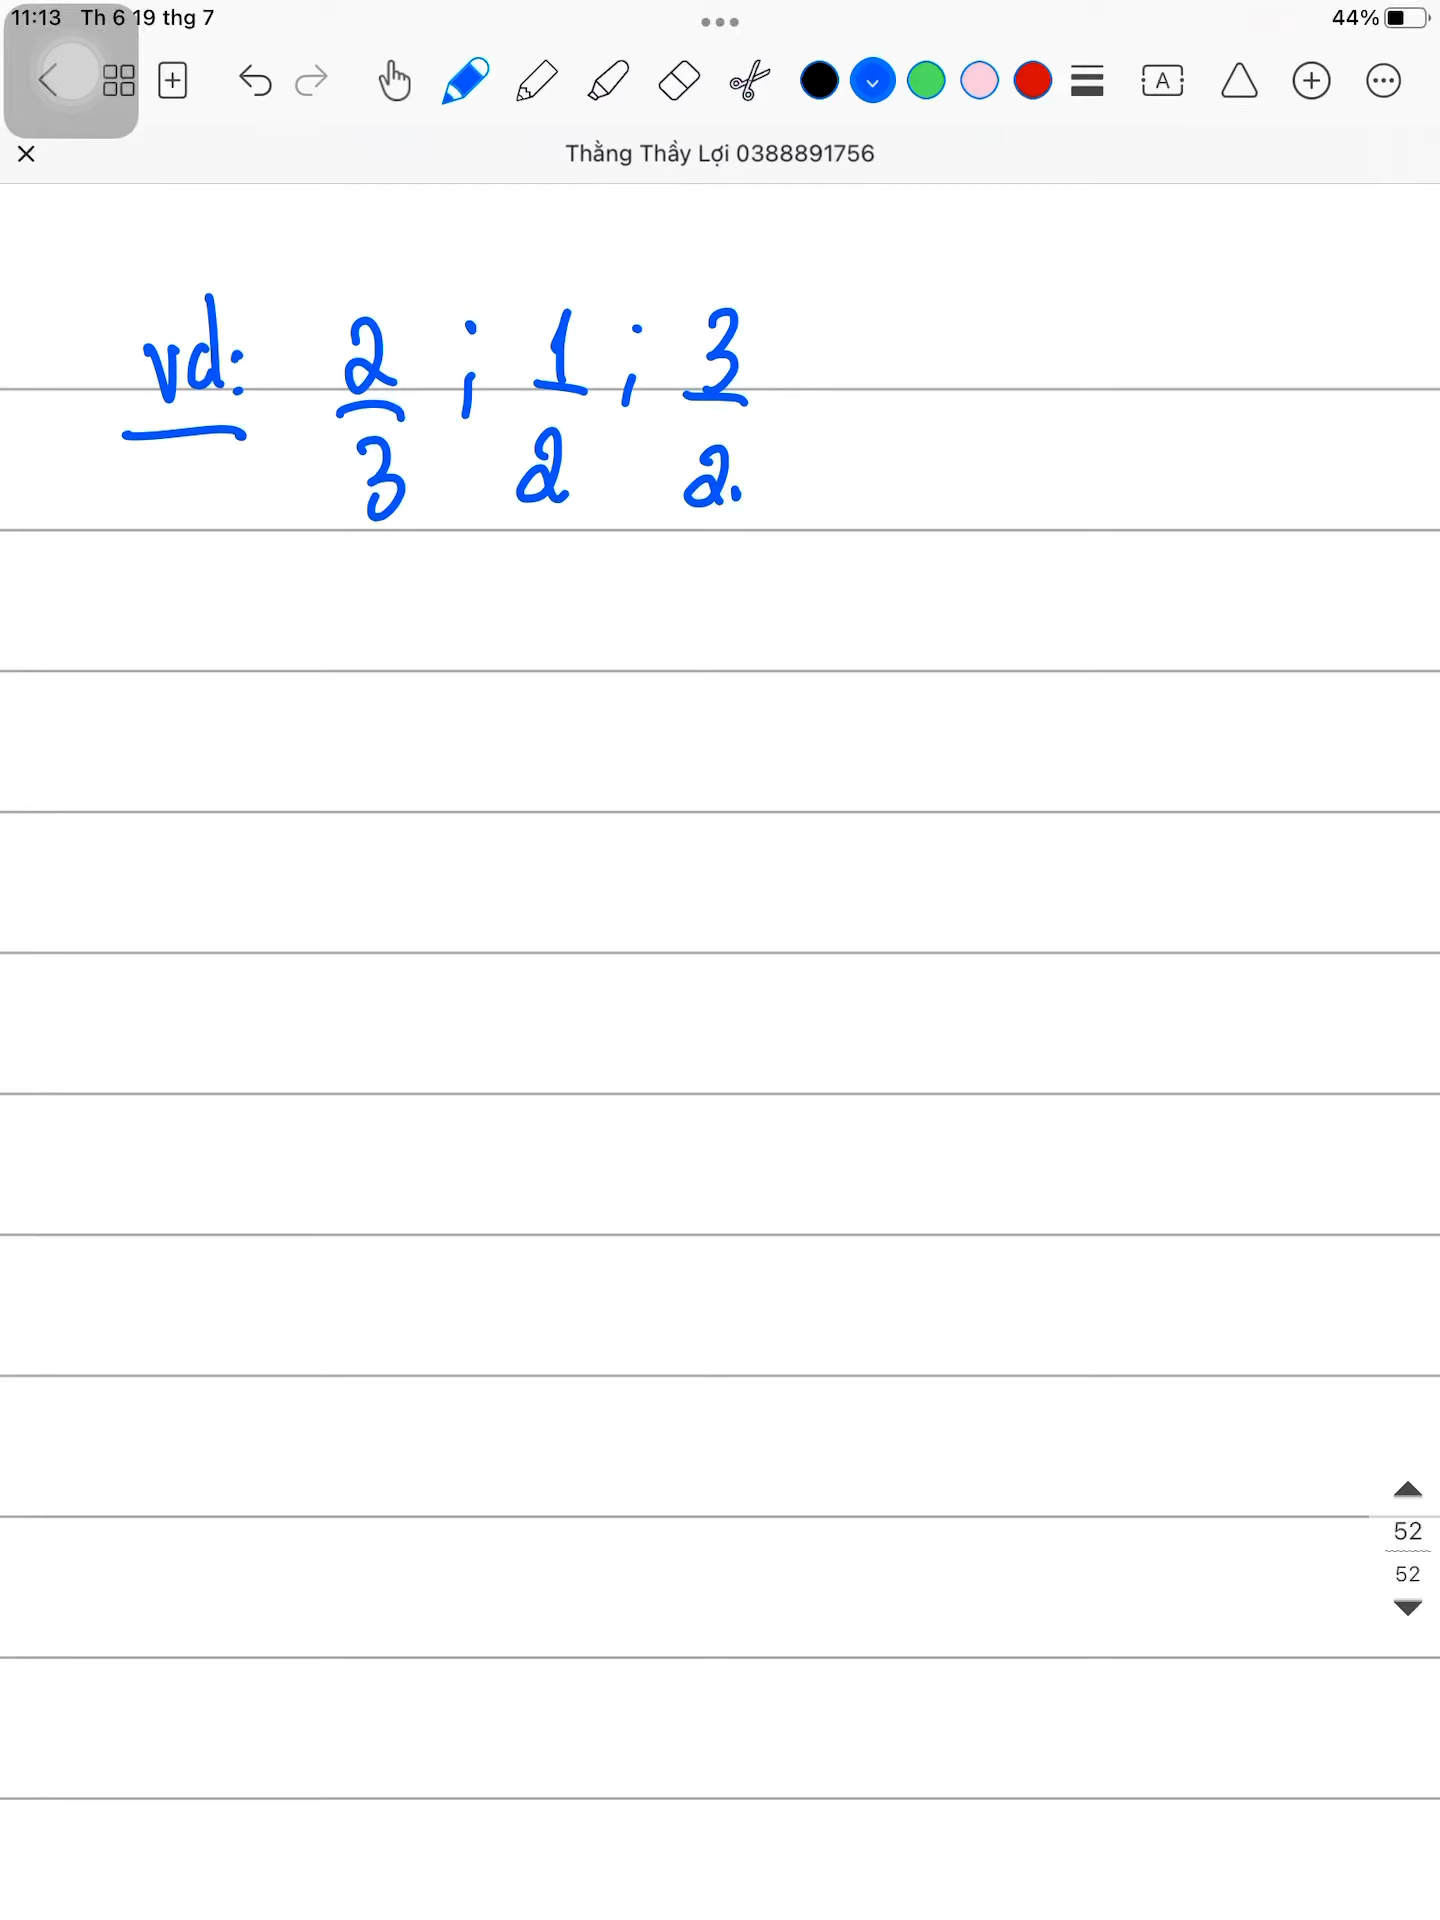 11:13 Th 6 19 thg 7 44%
A
Thằng Thầy Lợi 0388891756
vd: 2/3 ; 1/2 ; 3/2.
52
52